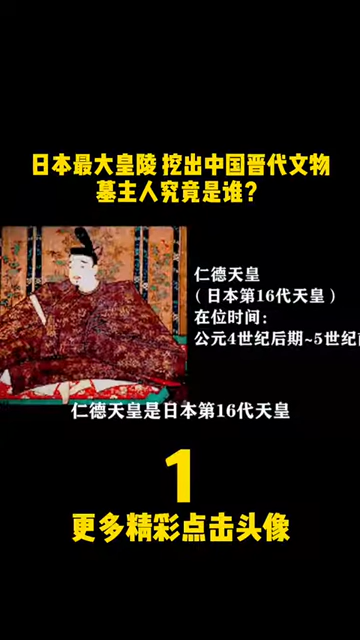 日本最大皇陵 挖出中国晋代文物
墓主人究竟是谁？
仁德天皇
（日本第16代天皇）
在位时间：
公元4世纪后期~5世纪
仁德天皇是日本第16代天皇
1
更多精彩点击头像